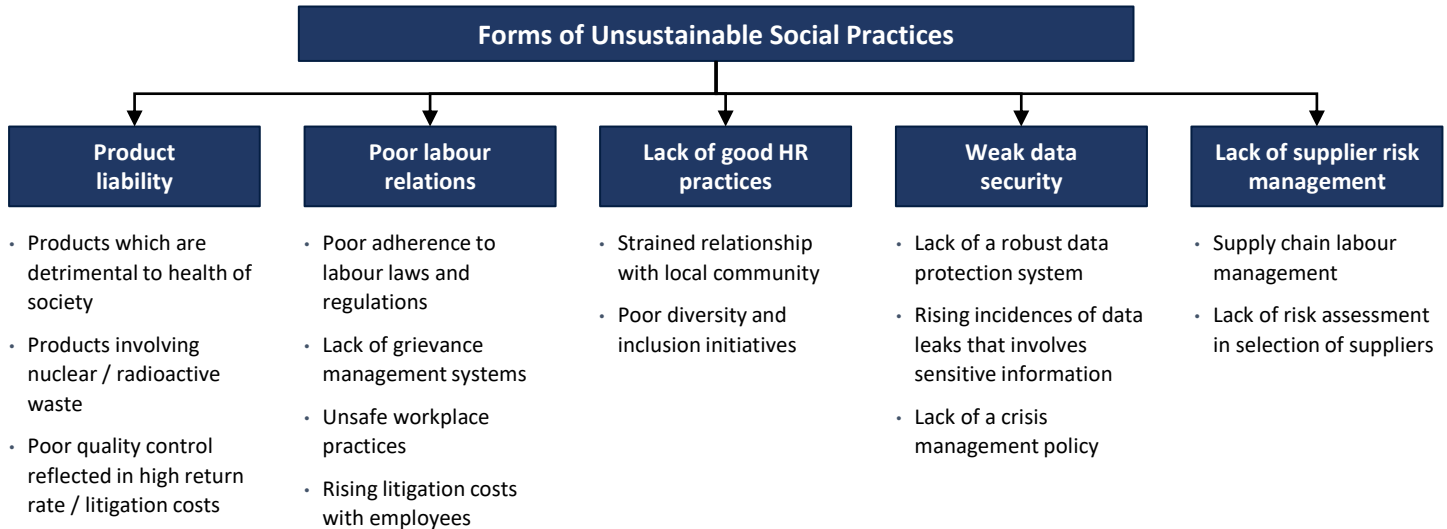 Forms of Unsustainable Social Practices
Product
liability
• Products which are
detrimental to health of
society
• Products involving
nuclear / radioactive
waste
• Poor quality control
reflected in high return
rate / litigation costs
Poor labour
relations
• Poor adherence to
labour laws and
regulations
• Lack of grievance
management systems
• Unsafe workplace
practices
• Rising litigation costs
with employees
Lack of good HR
practices
• Strained relationship
with local community
• Poor diversity and
inclusion initiatives
Weak data
security
• Lack of a robust data
protection system
• Rising incidences of data
leaks that involves
sensitive information
• Lack of a crisis
management policy
Lack of supplier risk
management
• Supply chain labour
management
• Lack of risk assessment
in selection of suppliers